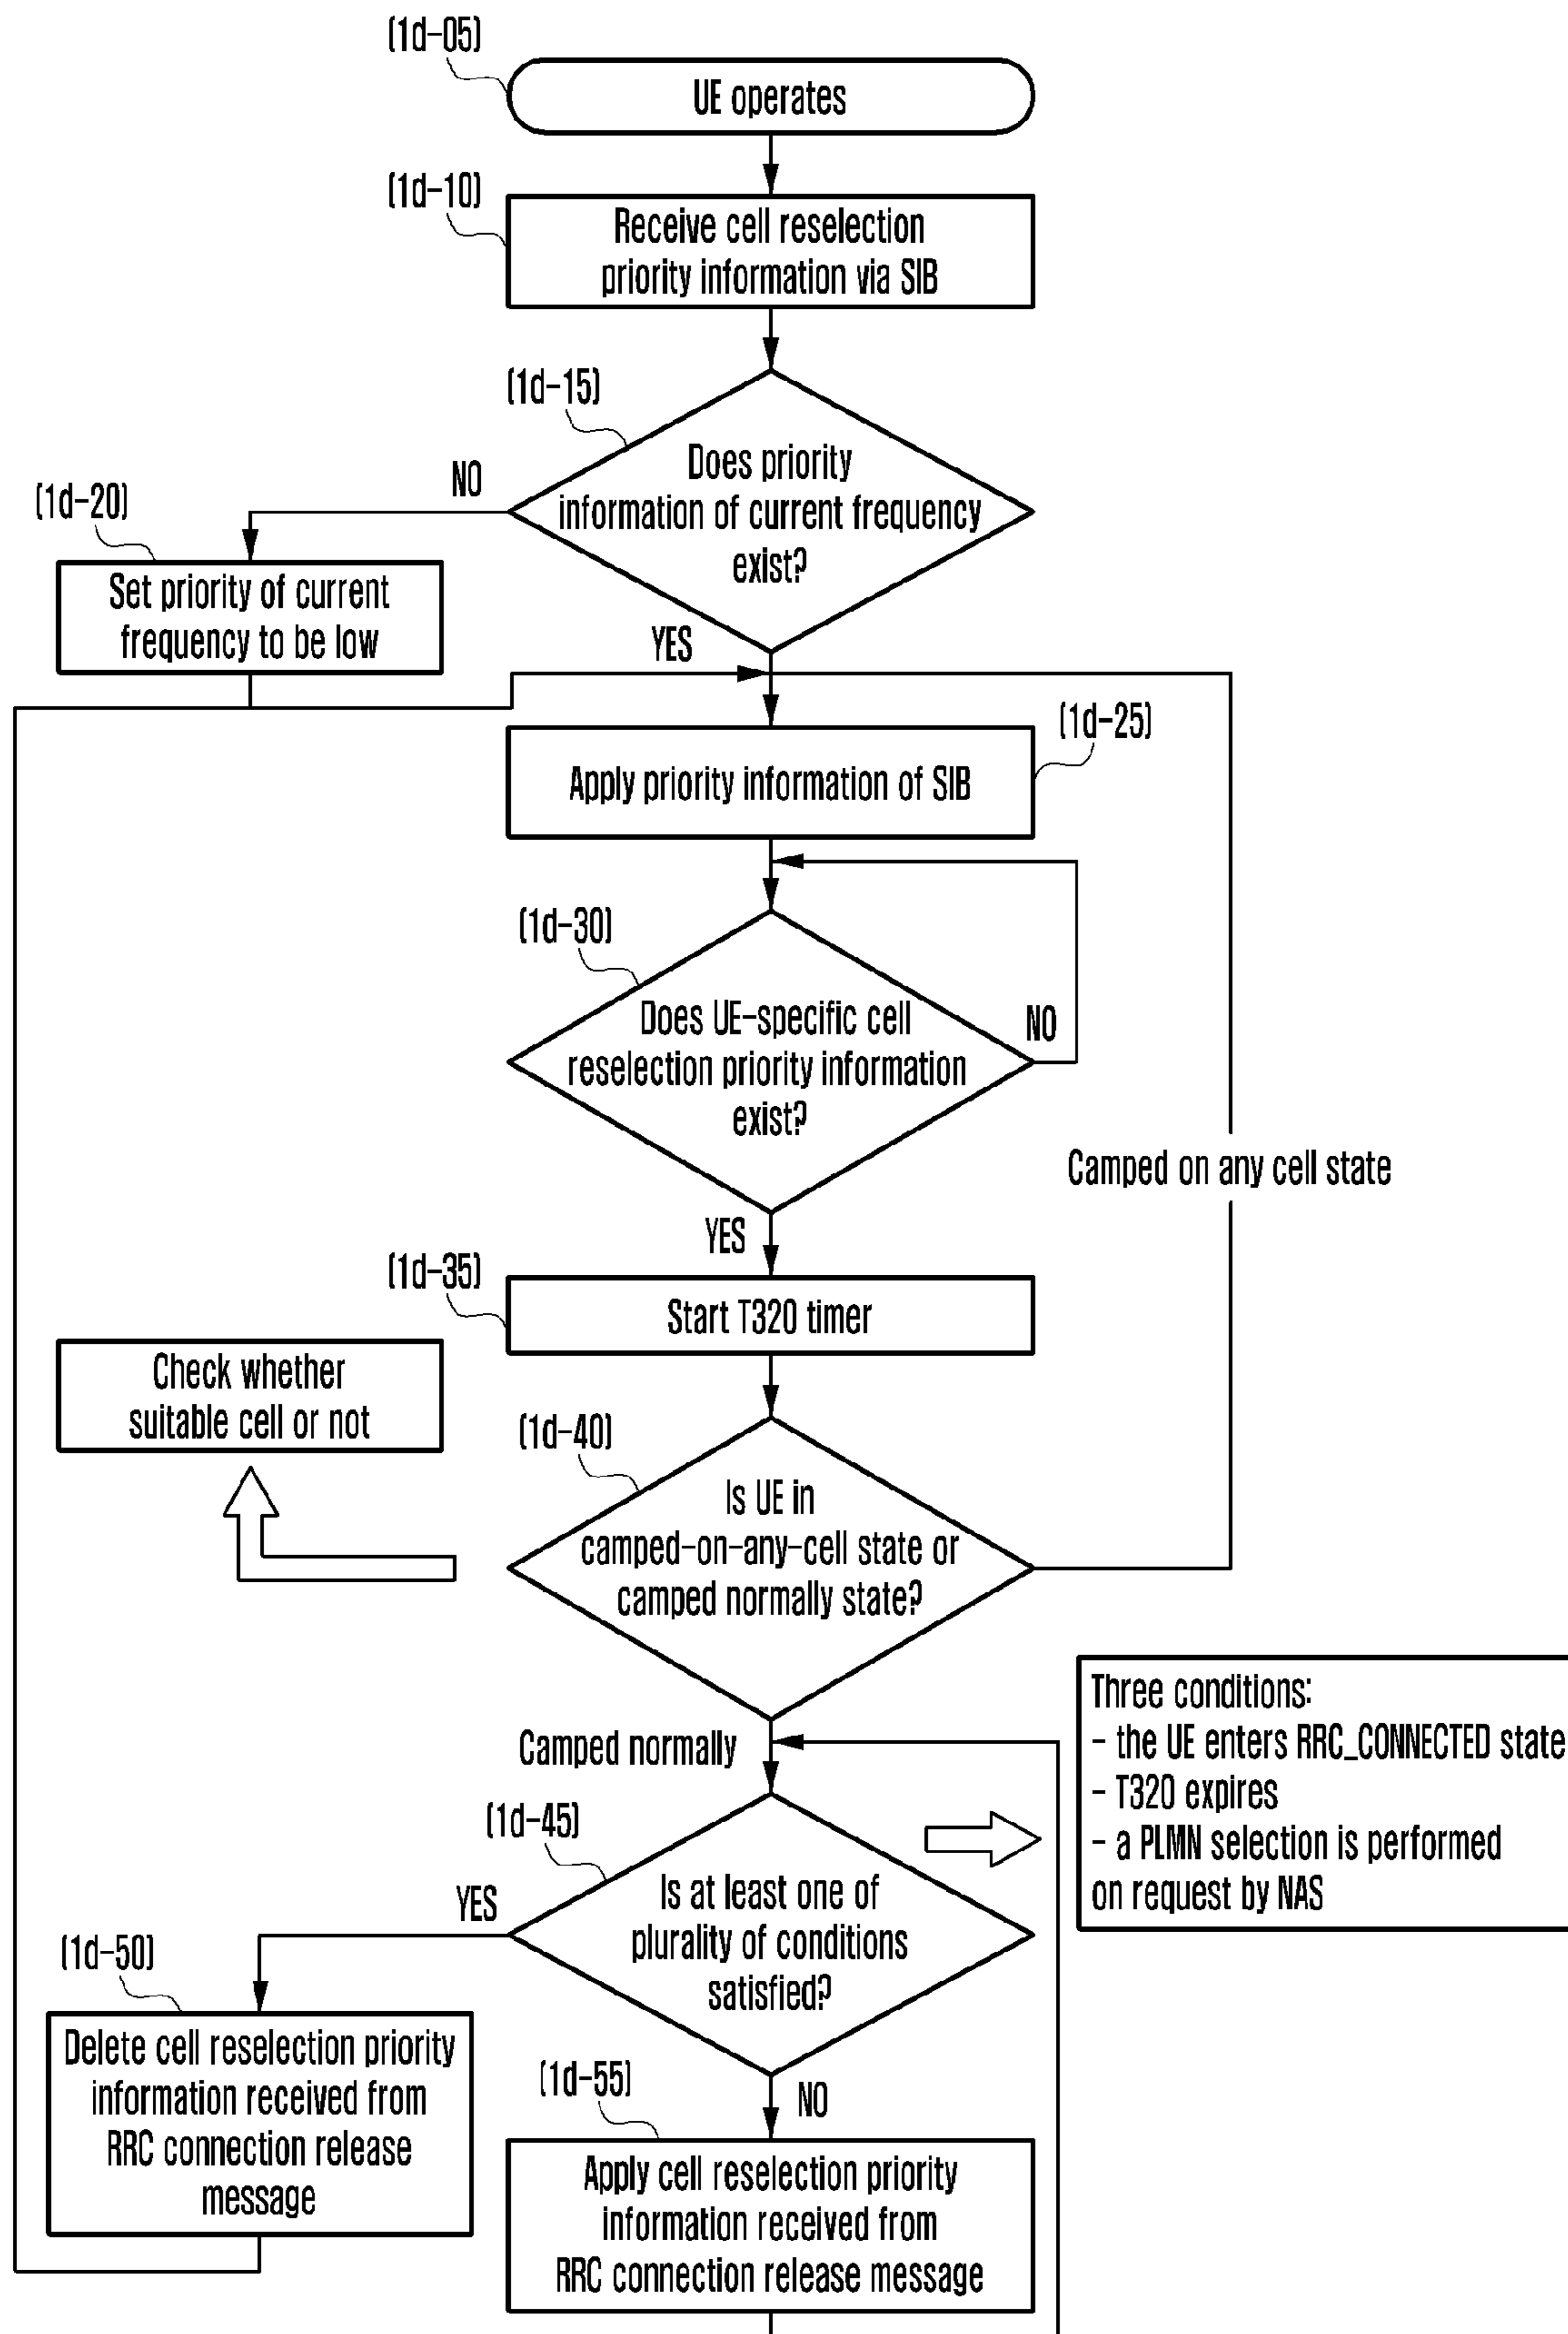 (1d-05)
UE operates
(1d-10)
Receive cell reselection
priority information via SIB
(1d-15)
Does priority
information of current frequency
exist?
NO
(1d-20)
Set priority of current
frequency to be low
YES
(1d-25)
Apply priority information of SIB
(1d-30)
Does UE-specific cell
reselection priority information
exist?
NO
Camped on any cell state
YES
(1d-35)
Start T320 timer
Check whether
suitable cell or not
(1d-40)
Is UE in
camped-on-any-cell state or
camped normally state?
Camped normally
Three conditions:
- the UE enters RRC_CONNECTED state
- T320 expires
- a PLMN selection is performed
on request by NAS
(1d-45)
Is at least one of
plurality of conditions
satisfied?
YES
(1d-50)
Delete cell reselection priority
information received from
RRC connection release
message
NO
(1d-55)
Apply cell reselection priority
information received from
RRC connection release message